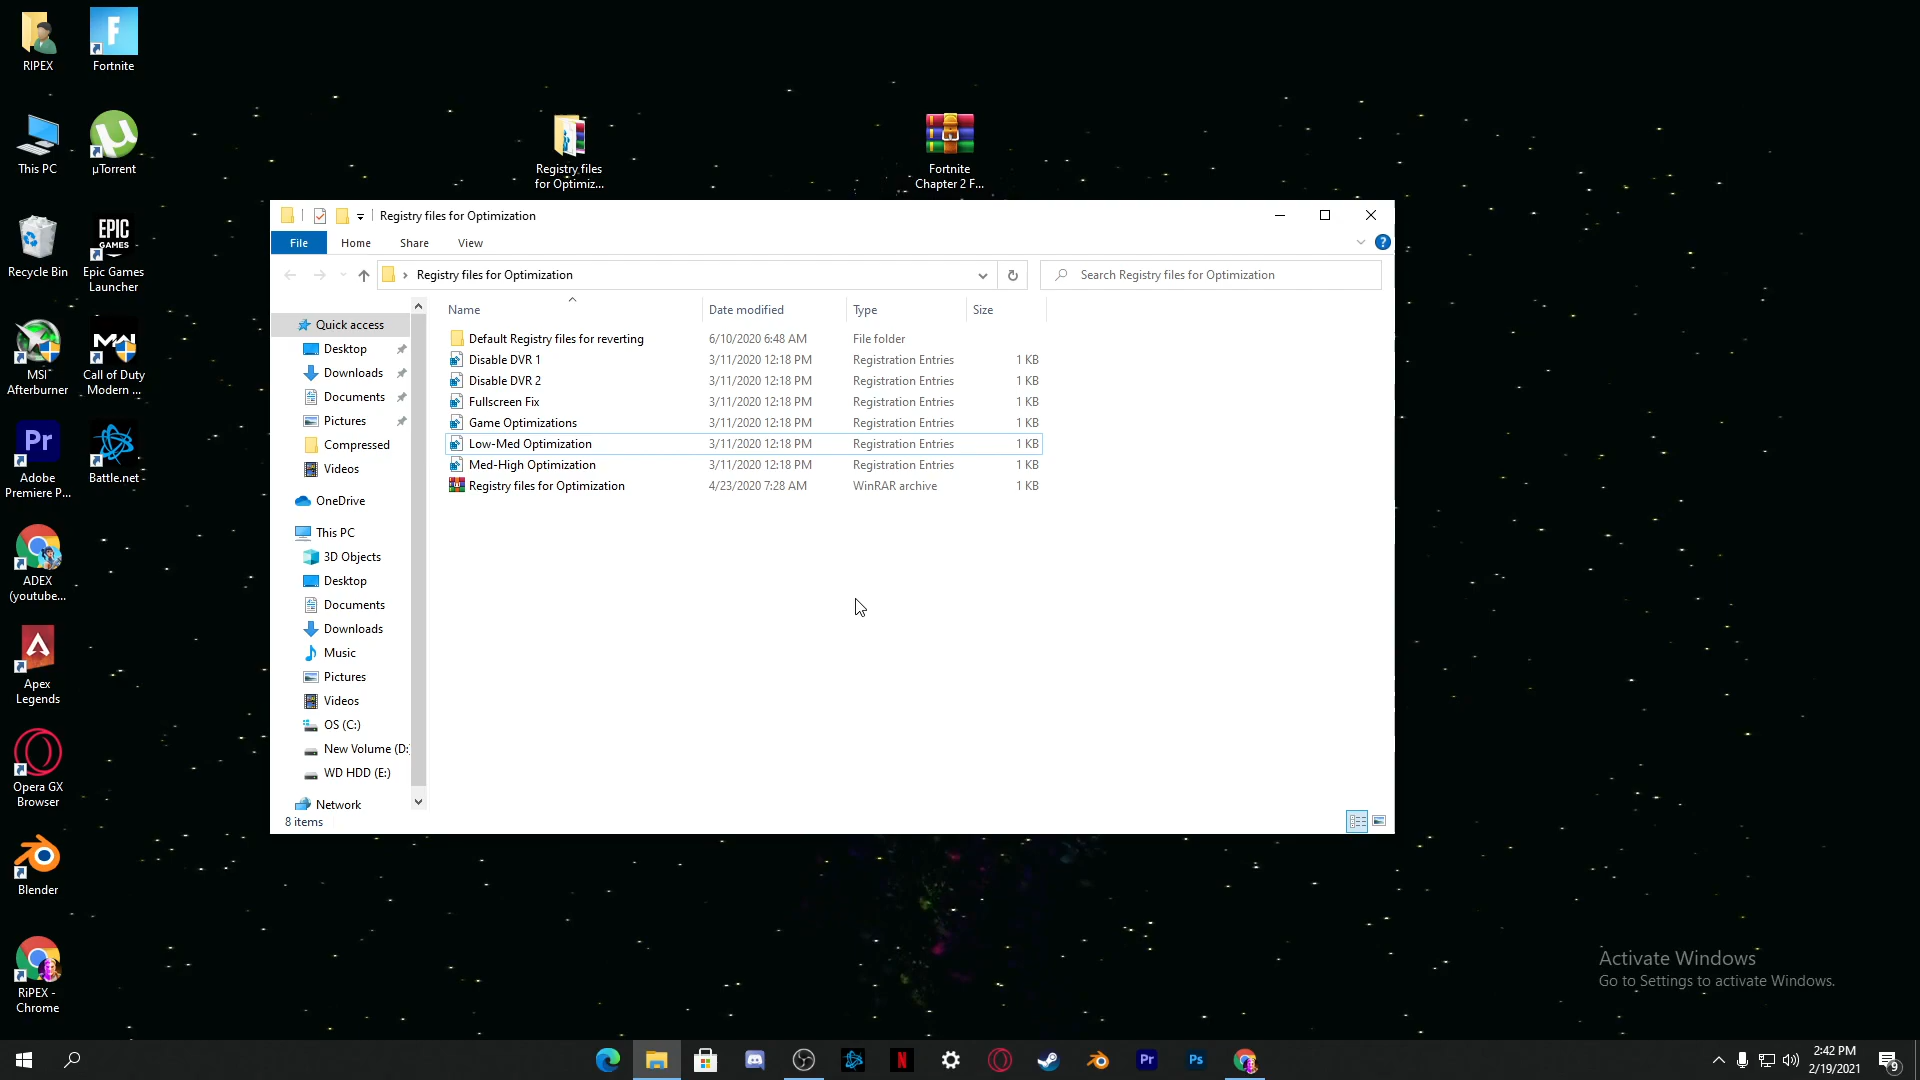 RIPEX
Fortnite
This PC
µTorrent
Recycle Bin
EPIC
GAMES
Epic Games
Launcher
MSI
Afterburner
Call of Duty
Modern ...
Pr
Adobe
Premiere P...
Battle.net
ADEX
(youtube...
Apex
Legends
Opera GX
Browser
Blender
RiPEX -
Chrome
Registry files
for Optimiz...
Fortnite
Chapter 2 F...
Registry files for Optimization
File Home Share View
Registry files for Optimization
Search Registry files for Optimization
Quick access
Desktop
Downloads
Documents
Pictures
Compressed
Videos
OneDrive
This PC
3D Objects
Desktop
Documents
Downloads
Music
Pictures
Videos
OS (C:)
New Volume (D:
WD HDD (E:)
Network
Name Date modified Type Size
Default Registry files for reverting 6/10/2020 6:48 AM File folder
Disable DVR 1 3/11/2020 12:18 PM Registration Entries 1 KB
Disable DVR 2 3/11/2020 12:18 PM Registration Entries 1 KB
Fullscreen Fix 3/11/2020 12:18 PM Registration Entries 1 KB
Game Optimizations 3/11/2020 12:18 PM Registration Entries 1 KB
Low-Med Optimization 3/11/2020 12:18 PM Registration Entries 1 KB
Med-High Optimization 3/11/2020 12:18 PM Registration Entries 1 KB
Registry files for Optimization 4/23/2020 7:28 AM WinRAR archive 1 KB
8 items
Activate Windows
Go to Settings to activate Windows.
N
Pr
Ps
2:42 PM
2/19/2021
9